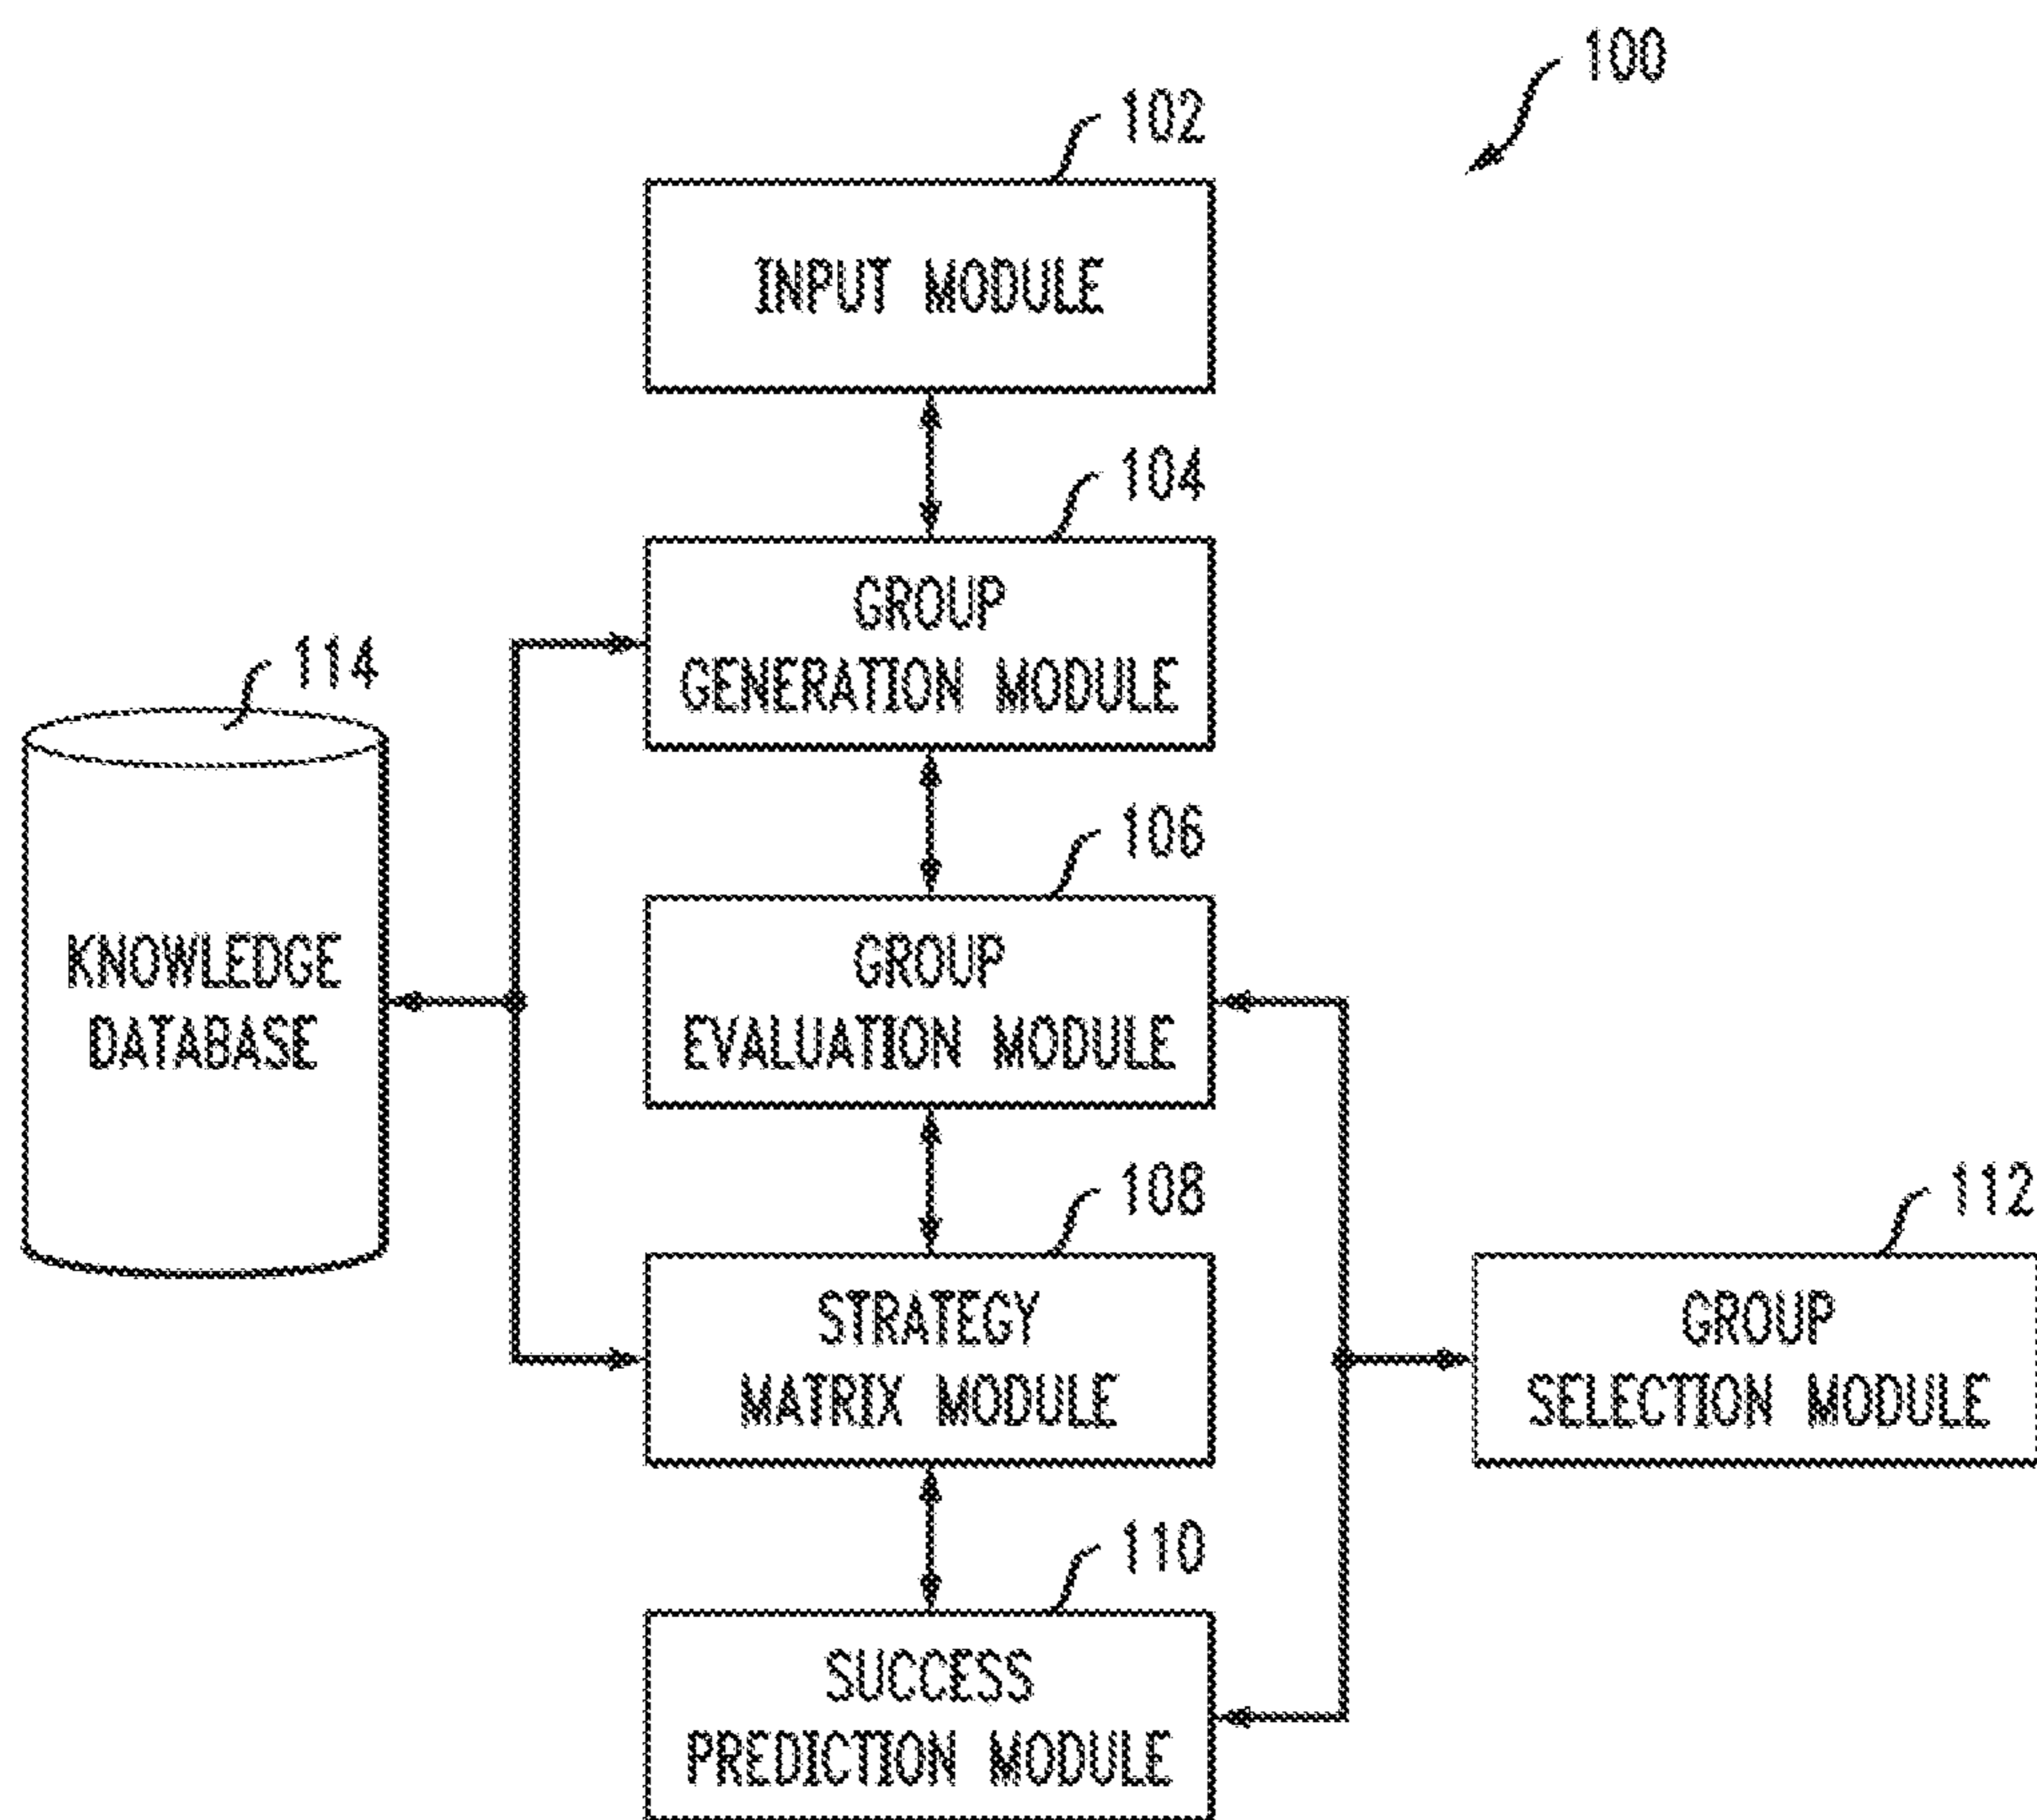 100
102
INPUT MODULE
104
GROUP
GENERATION MODULE
114
KNOWLEDGE
DATABASE
106
GROUP
EVALUATION MODULE
108
STRATEGY
MATRIX MODULE
112
GROUP
SELECTION MODULE
110
SUCCESS
PREDICTION MODULE